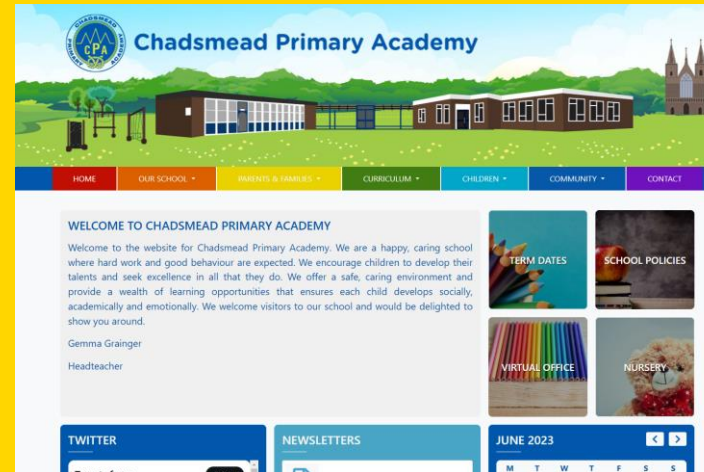 CHADSMEAD
PRIMARY
CPA
ACADEMY
Chadsmead Primary Academy
HOME
OUR SCHOOL
PARENTS & FAMILIES
CURRICULUM
CHILDREN
COMMUNITY
CONTACT
WELCOME TO CHADSMEAD PRIMARY ACADEMY
Welcome to the website for Chadsmead Primary Academy. We are a happy, caring school
where hard work and good behaviour are expected. We encourage children to develop their
talents and seek excellence in all that they do. We offer a safe, caring environment and
provide a wealth of learning opportunities that ensures each child develops socially,
academically and emotionally. We welcome visitors to our school and would be delighted to
show you around.
Gemma Grainger
Headteacher
TERM DATES
SCHOOL POLICIES
VIRTUAL OFFICE
NURSERY
TWITTER
NEWSLETTERS
JUNE 2023
M T W T F S S